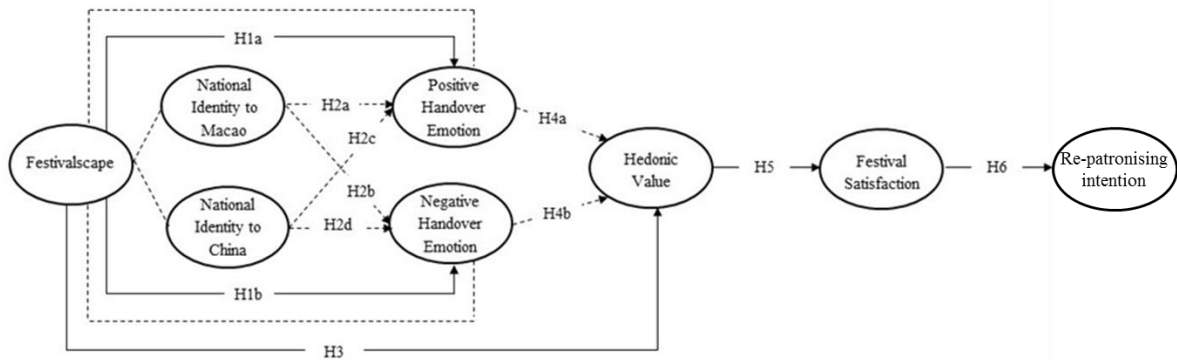 H1a
National
Identity to
Macao
Positive
Handover
Emotion
H2a
H2c
H4a
Festivalscape
Hedonic
Value
H5
Festival
Satisfaction
H6
Re-patronising
intention
H2b
National
Identity to
China
H2d
Negative
Handover
Emotion
H4b
H1b
H3